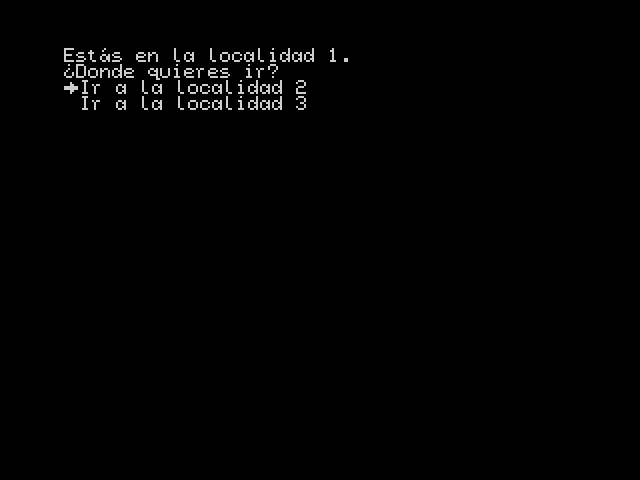 Estás en la localidad 1.
¿Donde quieres ir?
➔Ir a la localidad 2
Ir a la localidad 3